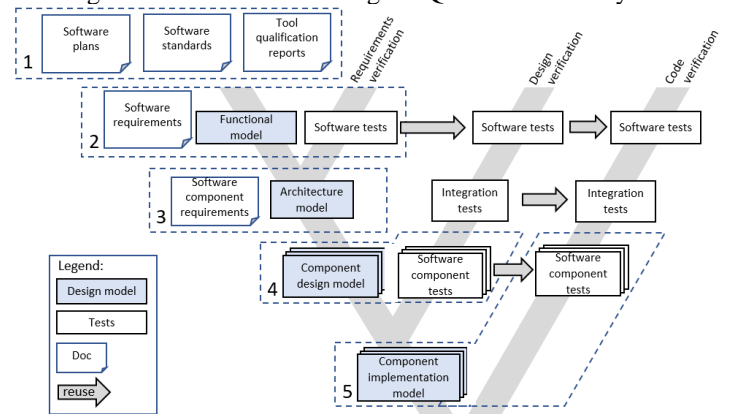 Software
plans
Software
standards
Tool
qualification
reports
1
Requirements
verification
Design
verification
Code
verification
Software
requirements
Functional
model
Software tests
Software tests
Software tests
2
Software
component
requirements
Architecture
model
3
Integration
tests
Integration
tests
Component
design model
Software
component
tests
Software
component
tests
4
Legend:
Design model
Tests
Doc
reuse
Component
implementation
model
5